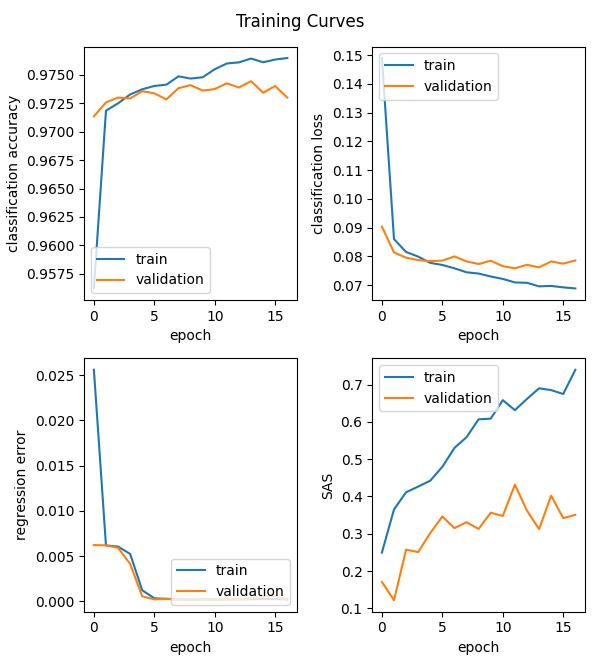 Training Curves
classification accuracy
0.9750
0.9725
0.9700
0.9675
0.9650
0.9625
0.9600
0.9575
train
validation
0 5 10 15
epoch
classification loss
0.15
0.14
0.13
0.12
0.11
0.10
0.09
0.08
0.07
train
validation
0 5 10 15
epoch
regression error
0.025
0.020
0.015
0.010
0.005
0.000
train
validation
0 5 10 15
epoch
SAS
0.7
0.6
0.5
0.4
0.3
0.2
0.1
train
validation
0 5 10 15
epoch